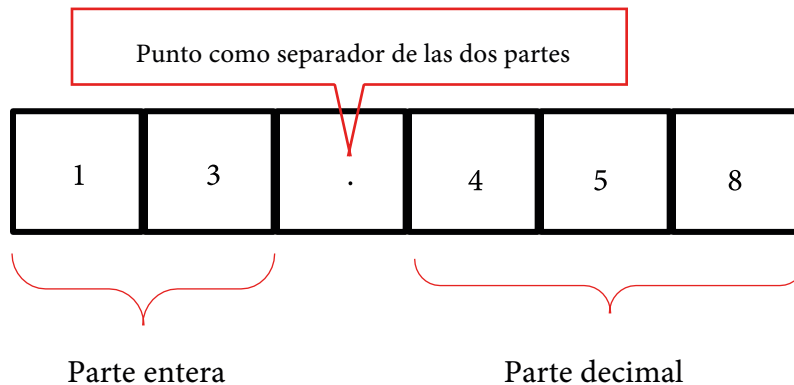 Punto como separador de las dos partes
1 3 . 4 5 8
Parte entera Parte decimal